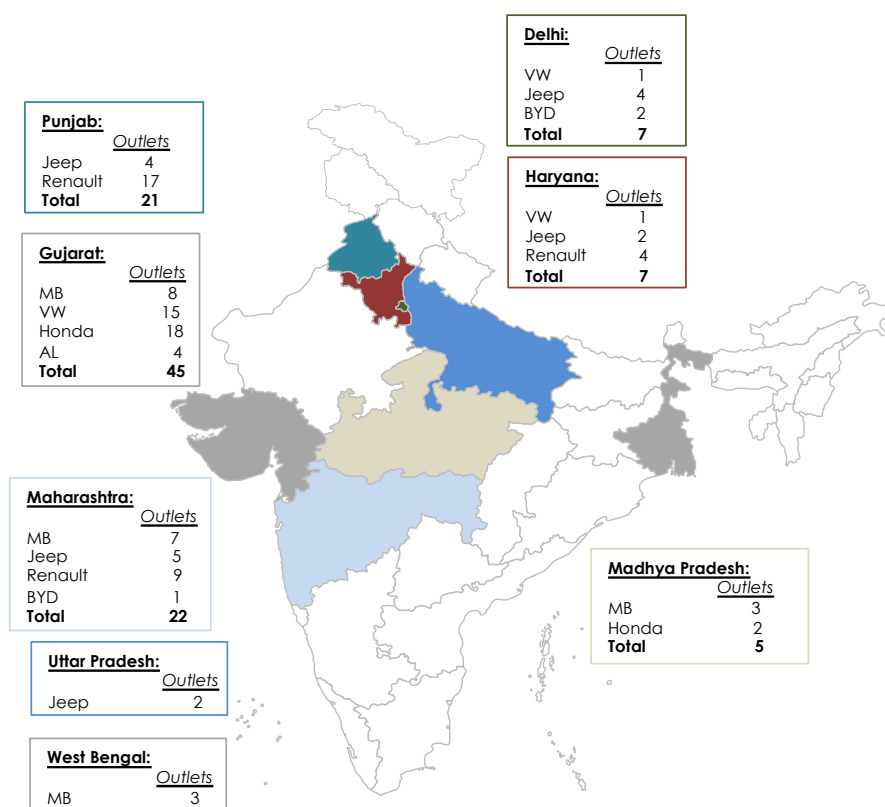 Delhi:
Outlets
VW 1
Jeep 4
BYD 2
Total 7
Punjab:
Outlets
Jeep 4
Renault 17
Total 21
Haryana:
Outlets
VW 1
Jeep 2
Renault 4
Total 7
Gujarat:
Outlets
MB 8
VW 15
Honda 18
AL 4
Total 45
Maharashtra:
Outlets
MB 7
Jeep 5
Renault 9
BYD 1
Total 22
Madhya Pradesh:
Outlets
MB 3
Honda 2
Total 5
Uttar Pradesh:
Outlets
Jeep 2
West Bengal:
Outlets
MB 3